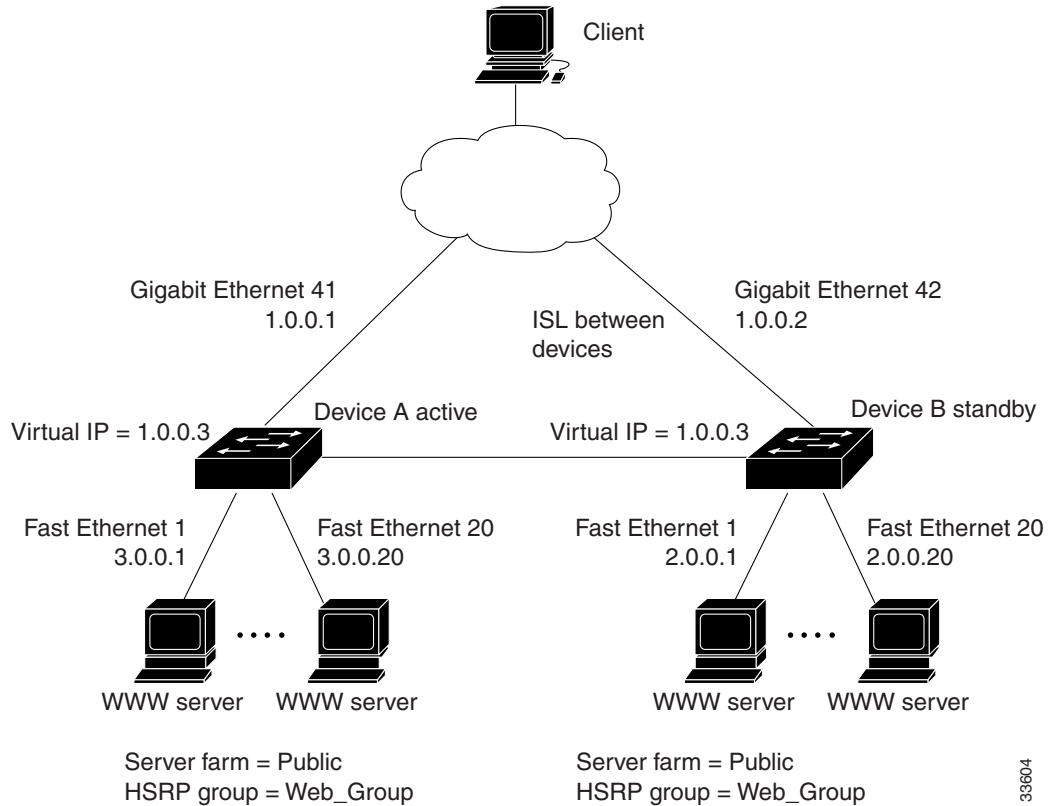 Client
Gigabit Ethernet 41
1.0.0.1
Gigabit Ethernet 42
1.0.0.2
ISL between
devices
Device A active
Device B standby
Virtual IP = 1.0.0.3
Virtual IP = 1.0.0.3
Fast Ethernet 1
3.0.0.1
Fast Ethernet 20
3.0.0.20
Fast Ethernet 1
2.0.0.1
Fast Ethernet 20
2.0.0.20
WWW server
WWW server
WWW server
WWW server
Server farm = Public
HSRP group = Web_Group
Server farm = Public
HSRP group = Web_Group
33604